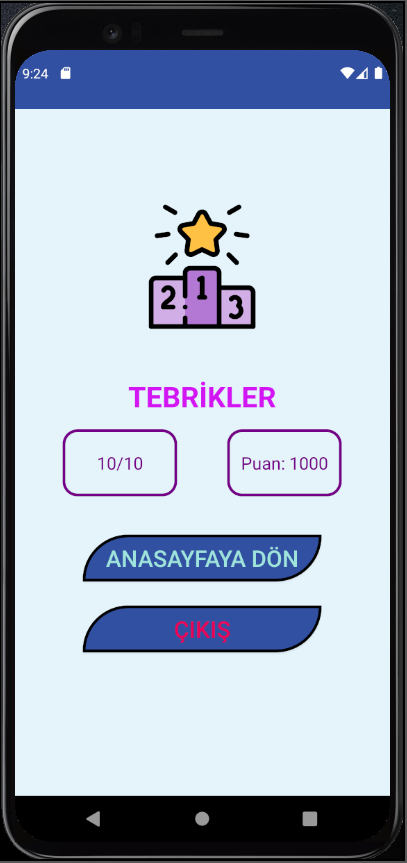 9:24
1
2
3
TEBRİKLER
10/10
Puan: 1000
ANASAYFAYA DÖN
ÇIKIŞ